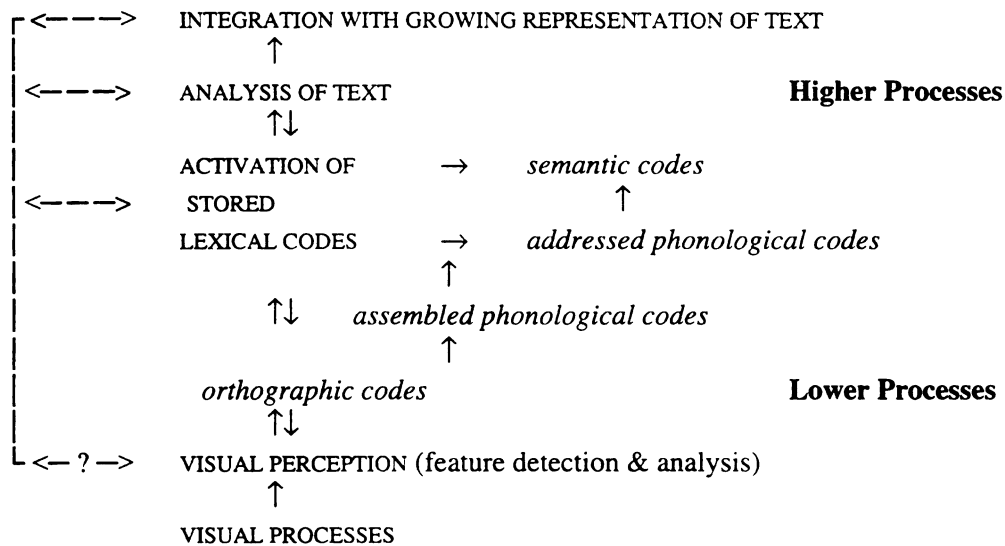 <----> INTEGRATION WITH GROWING REPRESENTATION OF TEXT
↑
<----> ANALYSIS OF TEXT Higher Processes
↑↓
ACTIVATION OF → semantic codes
<----> STORED ↑
LEXICAL CODES → addressed phonological codes
↑
↑↓ assembled phonological codes
↑
orthographic codes Lower Processes
↑↓
<– ? –> VISUAL PERCEPTION (feature detection & analysis)
↑
VISUAL PROCESSES